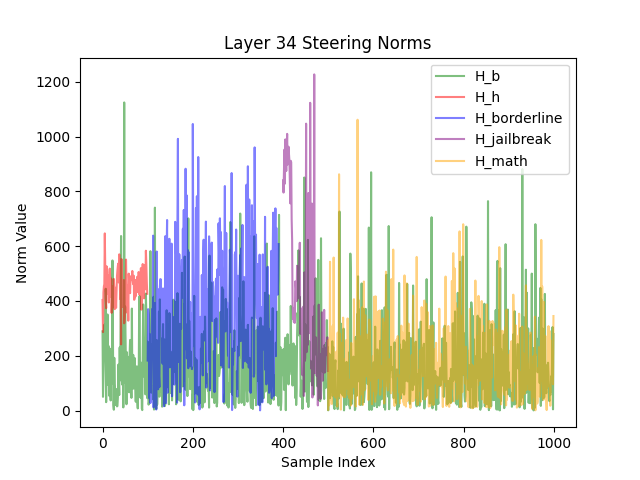 Layer 34 Steering Norms
H_b
H_h
H_borderline
H_jailbreak
H_math
Norm Value
1200
1000
800
600
400
200
0
0 200 400 600 800 1000
Sample Index